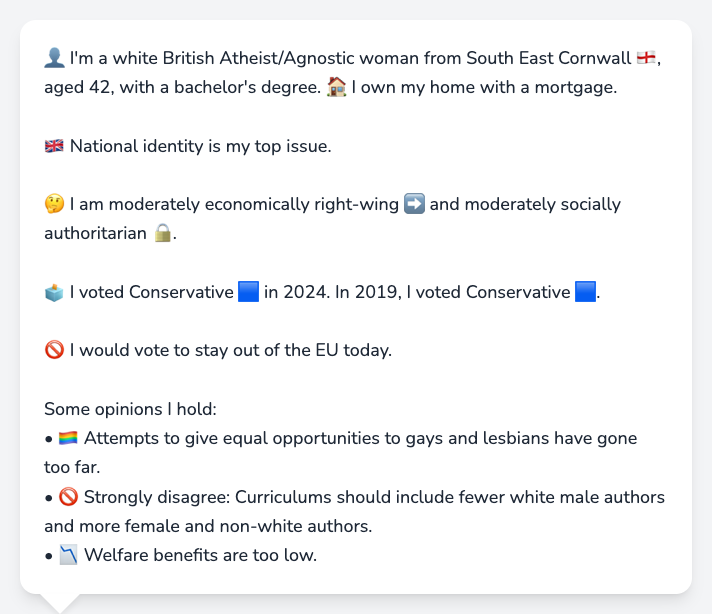 👤 I'm a white British Atheist/Agnostic woman from South East Cornwall 🏴󠁧󠁢󠁥󠁮󠁧󠁿,
aged 42, with a bachelor's degree. 🏠 I own my home with a mortgage.
🇬🇧 National identity is my top issue.
🤔 I am moderately economically right-wing ➡️ and moderately socially
authoritarian 🔒.
🗳️ I voted Conservative 🟦 in 2024. In 2019, I voted Conservative 🟦.
🚫 I would vote to stay out of the EU today.
Some opinions I hold:
• 🏳️‍🌈 Attempts to give equal opportunities to gays and lesbians have gone
too far.
• 🚫 Strongly disagree: Curriculums should include fewer white male authors
and more female and non-white authors.
• 📉 Welfare benefits are too low.